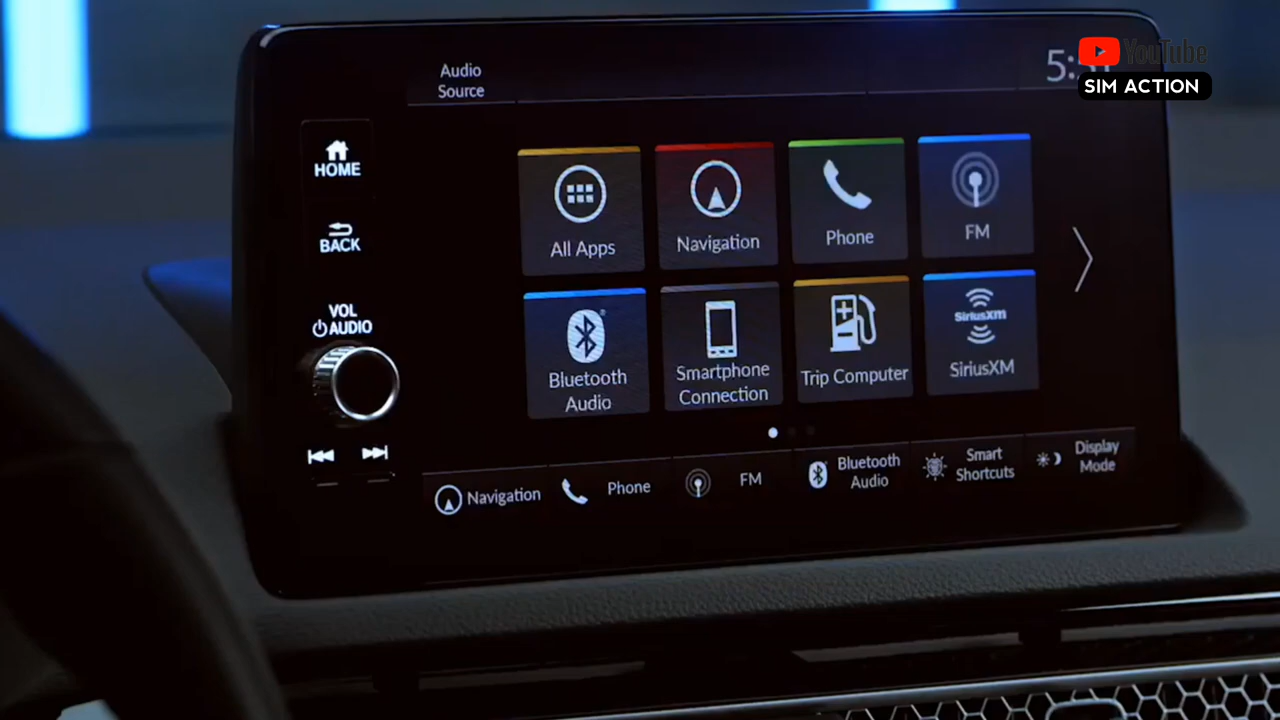 Audio
Source
YouTube
SIM ACTION
HOME
BACK
VOL
AUDIO
All Apps
Navigation
Phone
FM
Bluetooth
Audio
Smartphone
Connection
Trip Computer
SiriusXM
SiriusXM
Navigation
Phone
FM
Bluetooth
Audio
Smart
Shortcuts
Display
Mode